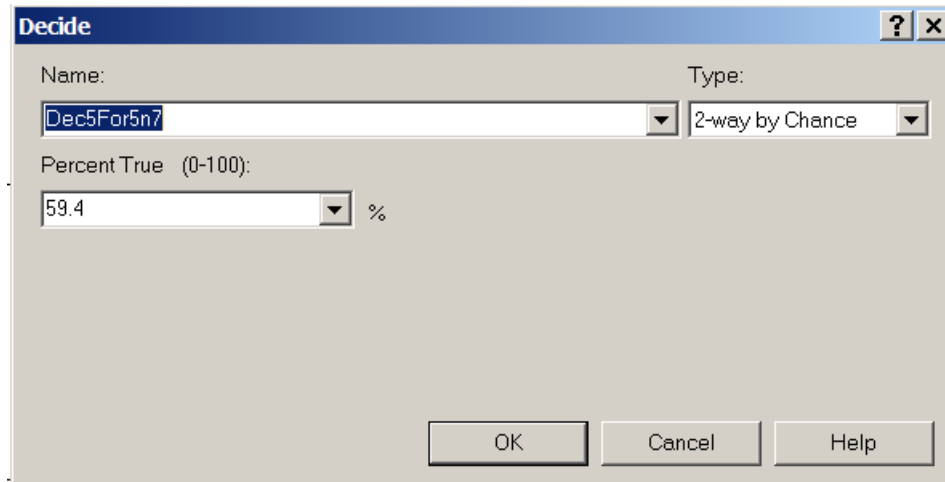 Decide
Name: Type:
Dec5For5n7 2-way by Chance
Percent True (0-100):
59.4 %
OK Cancel Help